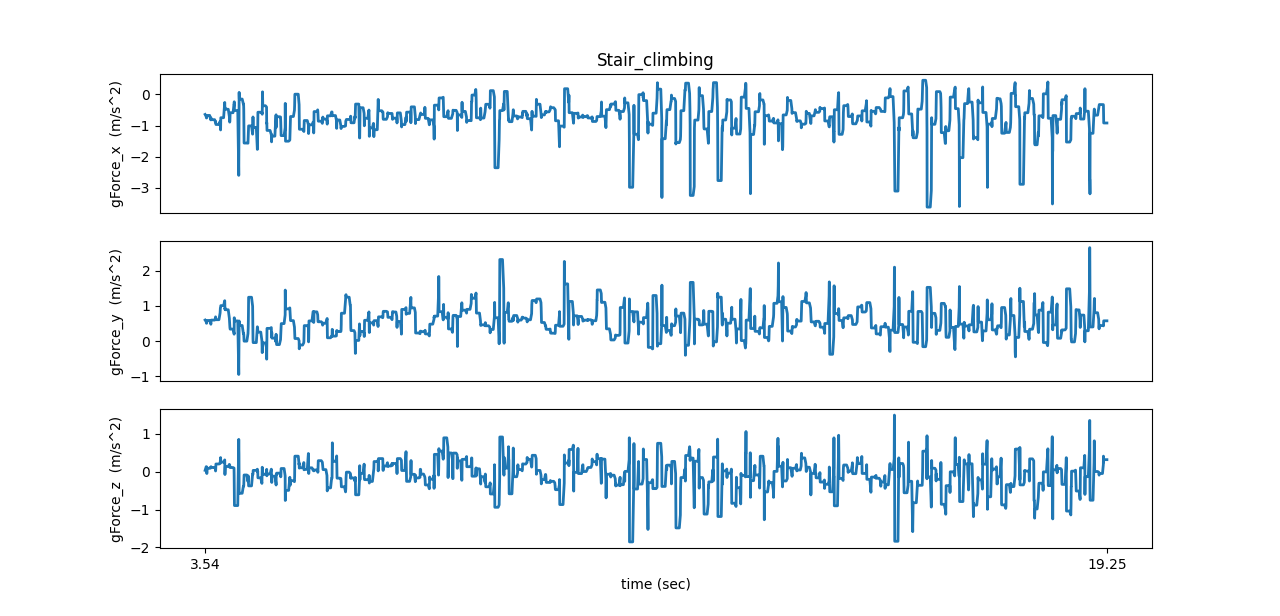 Stair_climbing
gForce_x (m/s^2)
0
−1
−2
−3
gForce_y (m/s^2)
2
1
0
−1
gForce_z (m/s^2)
1
0
−1
−2
3.54
19.25
time (sec)